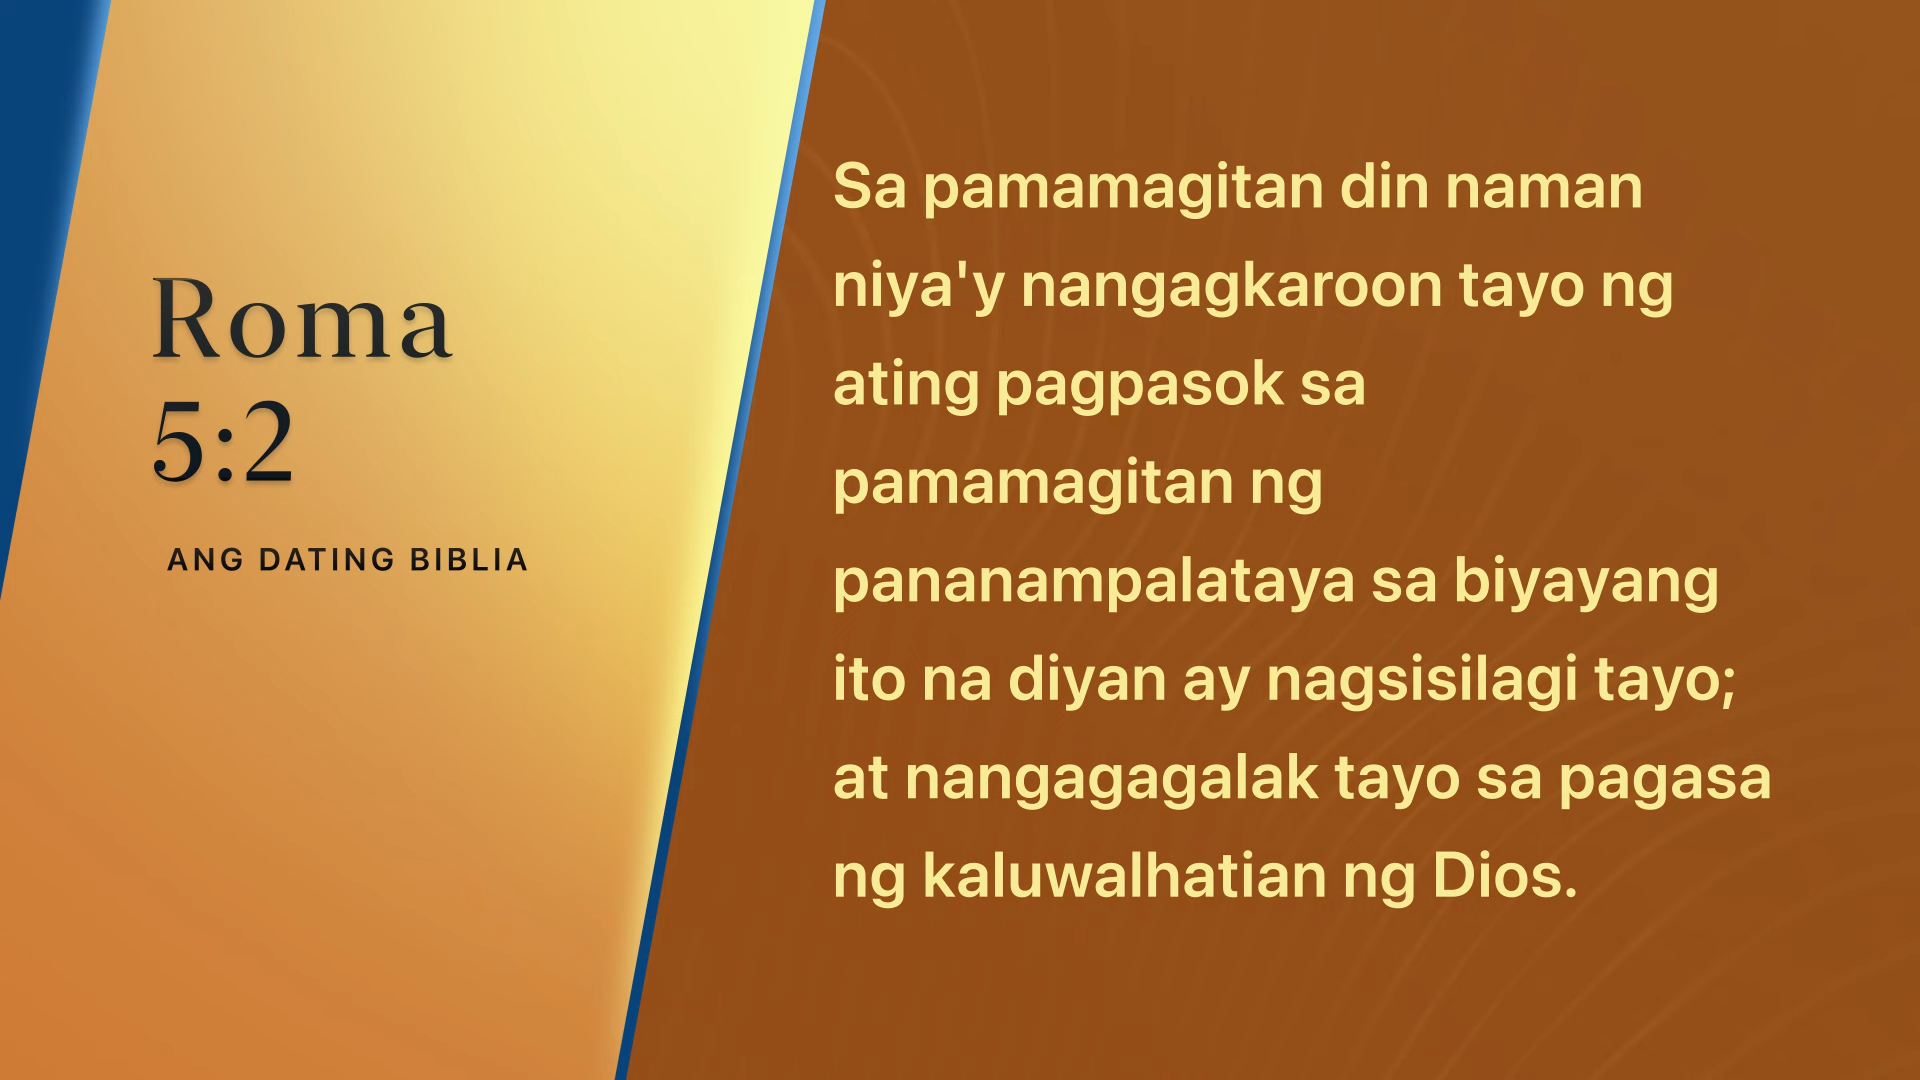 Roma
5:2
ANG DATING BIBLIA
Sa pamamagitan din naman
niya'y nangagkaroon tayo ng
ating pagpasok sa
pamamagitan ng
pananampalataya sa biyayang
ito na diyan ay nagsisilagi tayo;
at nangagagalak tayo sa pagasa
ng kaluwalhatian ng Dios.